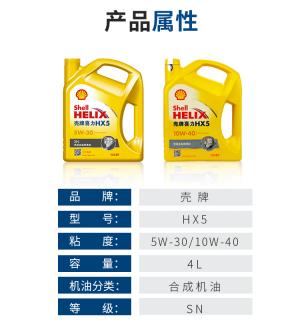 产品属性
Shell
HELIX
壳牌喜力HX5
5W-30
Shell
HELIX
壳牌喜力HX5
10W-40
品 牌： 壳 牌
型 号： HX5
粘 度： 5W-30/10W-40
容 量： 4L
机油分类： 合成机油
等 级： SN